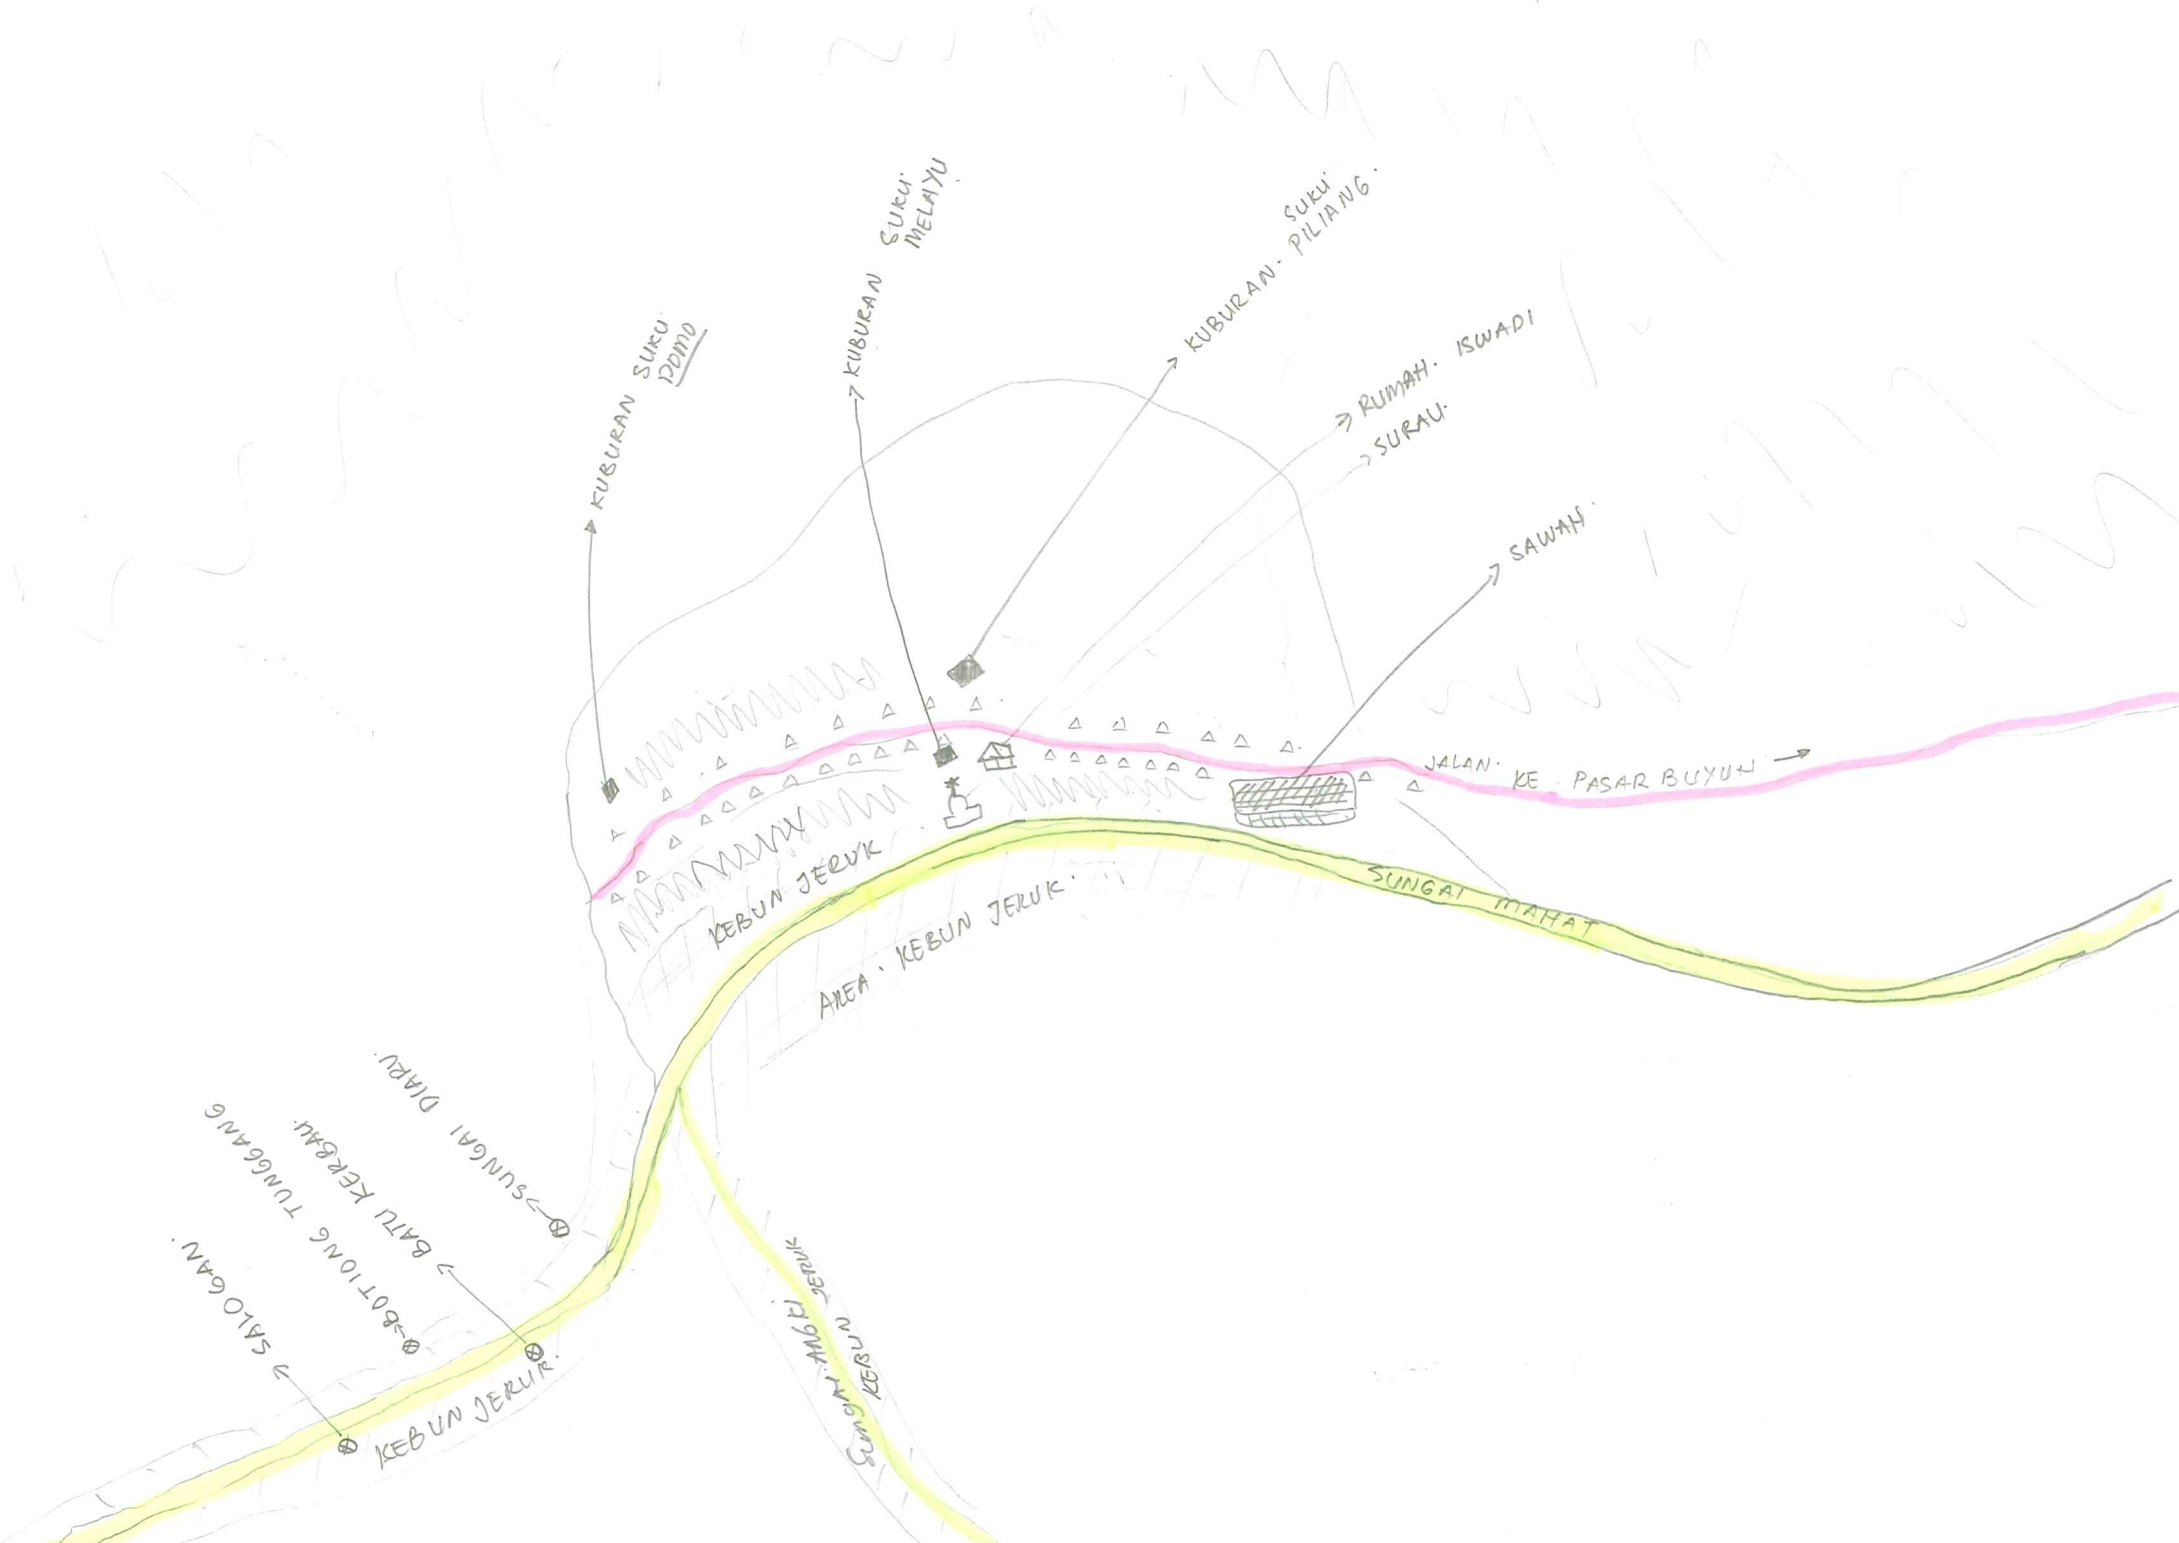 KUBURAN SUKU
DOMO
KUBURAN SUKU
MELAYU
KUBURAN. SUKU
PILIANG.
RUMAH. ISWADI
SURAU.
SAWAH.
JALAN. KE PASAR BUYUH
KEBUN JERUK
AREA. KEBUN JERUK.
SUNGAI MAHAT
SUNGAI DIARU
BATU KERBAU.
BOTIONG TUNGGANG
SALOGAN.
KEBUN JERUK.
Sungai
KEBUN JERUK